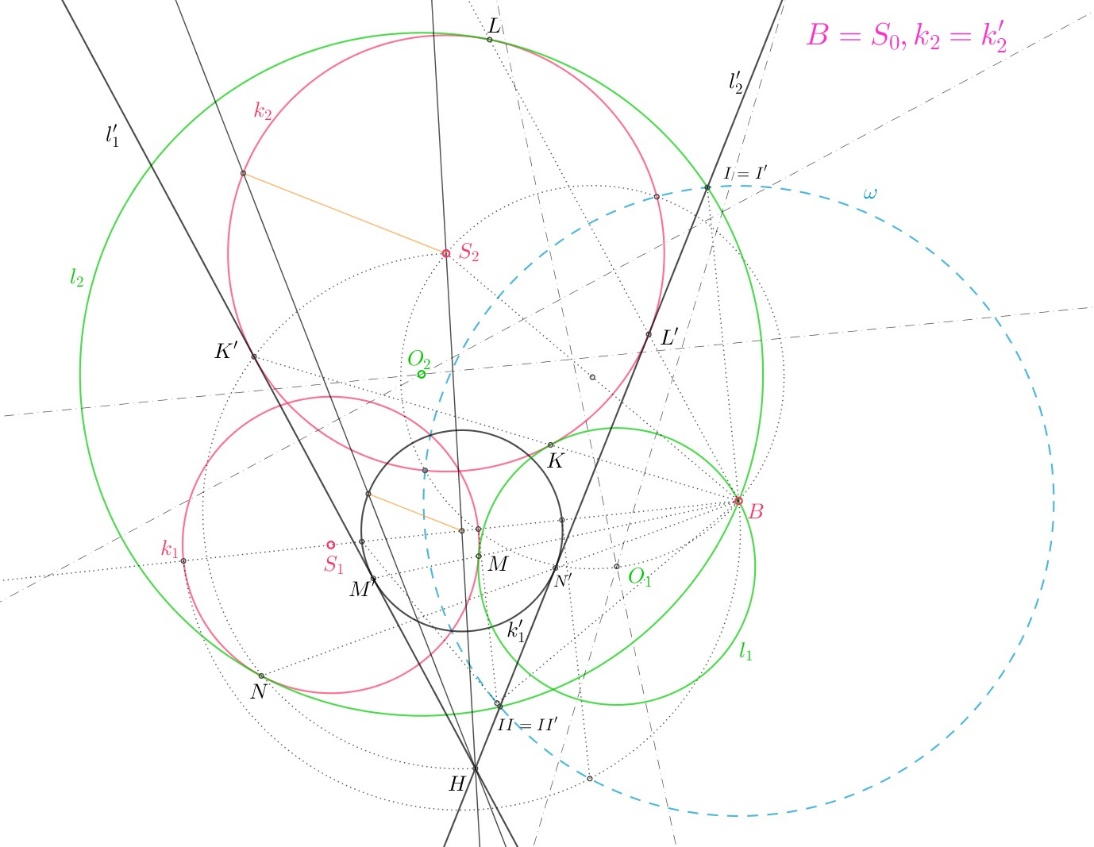 L
B = S₀, k₂ = k₂′
l₁′
k₂
l₂′
I = I′
ω
S₂
l₂
K′
L′
O₂
K
B
k₁
S₁
M
M′
N′
O₁
k₁′
l₁
N
II = II′
H